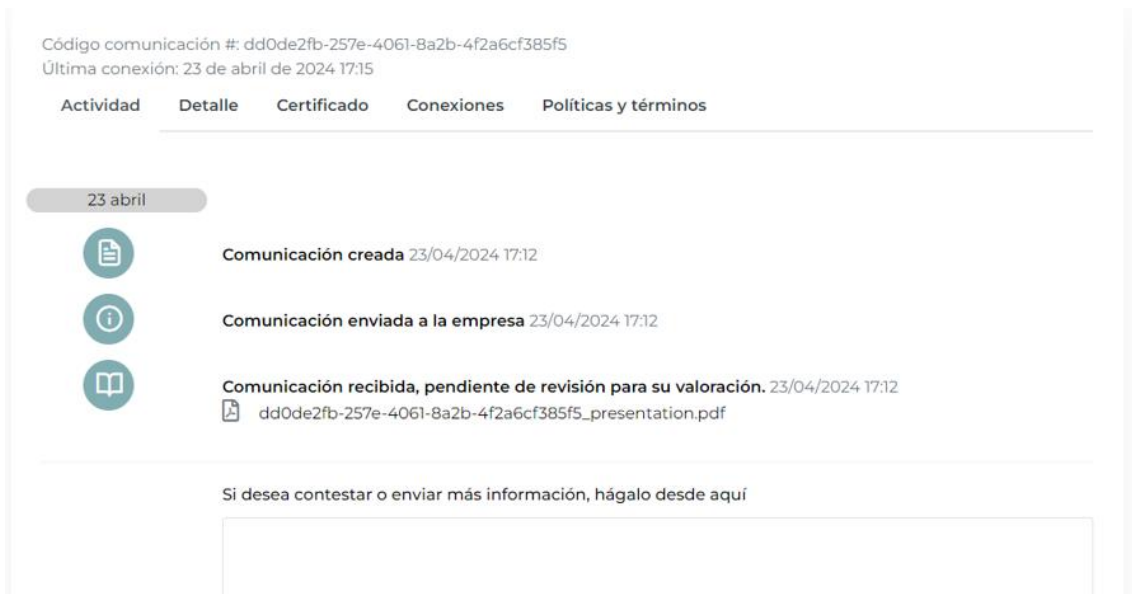 Código comunicación #: dd0de2fb-257e-4061-8a2b-4f2a6cf385f5
Última conexión: 23 de abril de 2024 17:15
Actividad Detalle Certificado Conexiones Políticas y términos
23 abril
Comunicación creada 23/04/2024 17:12
Comunicación enviada a la empresa 23/04/2024 17:12
Comunicación recibida, pendiente de revisión para su valoración. 23/04/2024 17:12
dd0de2fb-257e-4061-8a2b-4f2a6cf385f5_presentation.pdf
Si desea contestar o enviar más información, hágalo desde aquí